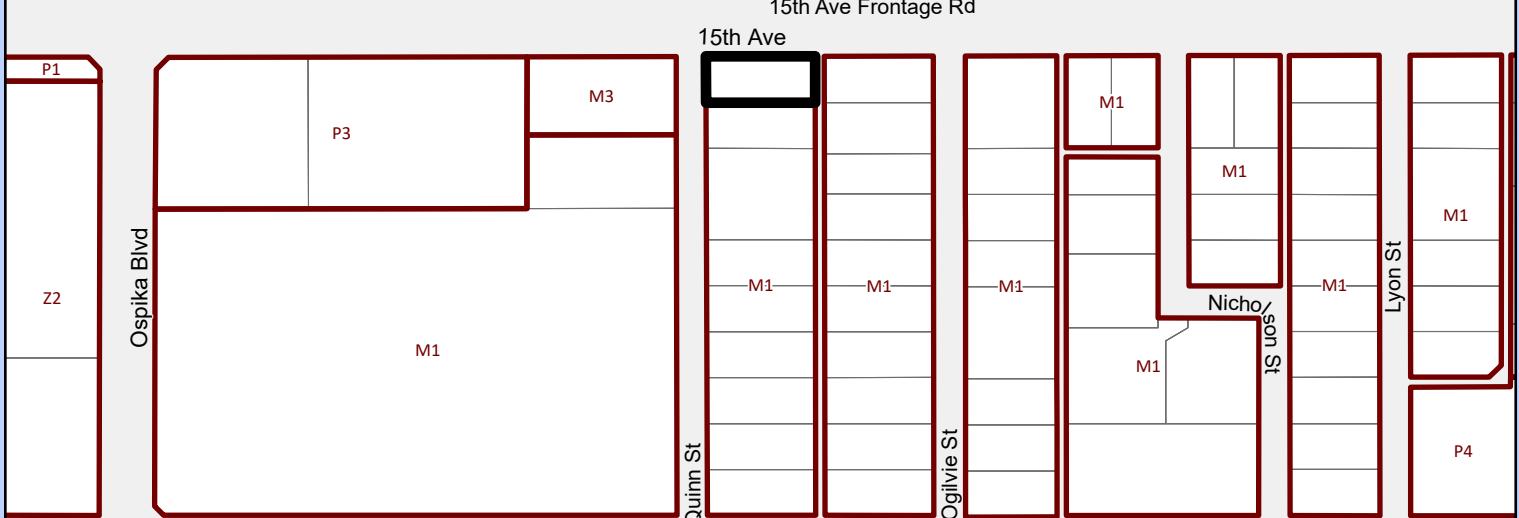 15th Ave Frontage Rd
15th Ave
P1
M3
M1
P3
M1
M1
Z2
Ospika Blvd
M1
M1
M1
M1
M1
Lyon St
Nicholson St
M1
M1
Quinn St
Ogilvie St
P4